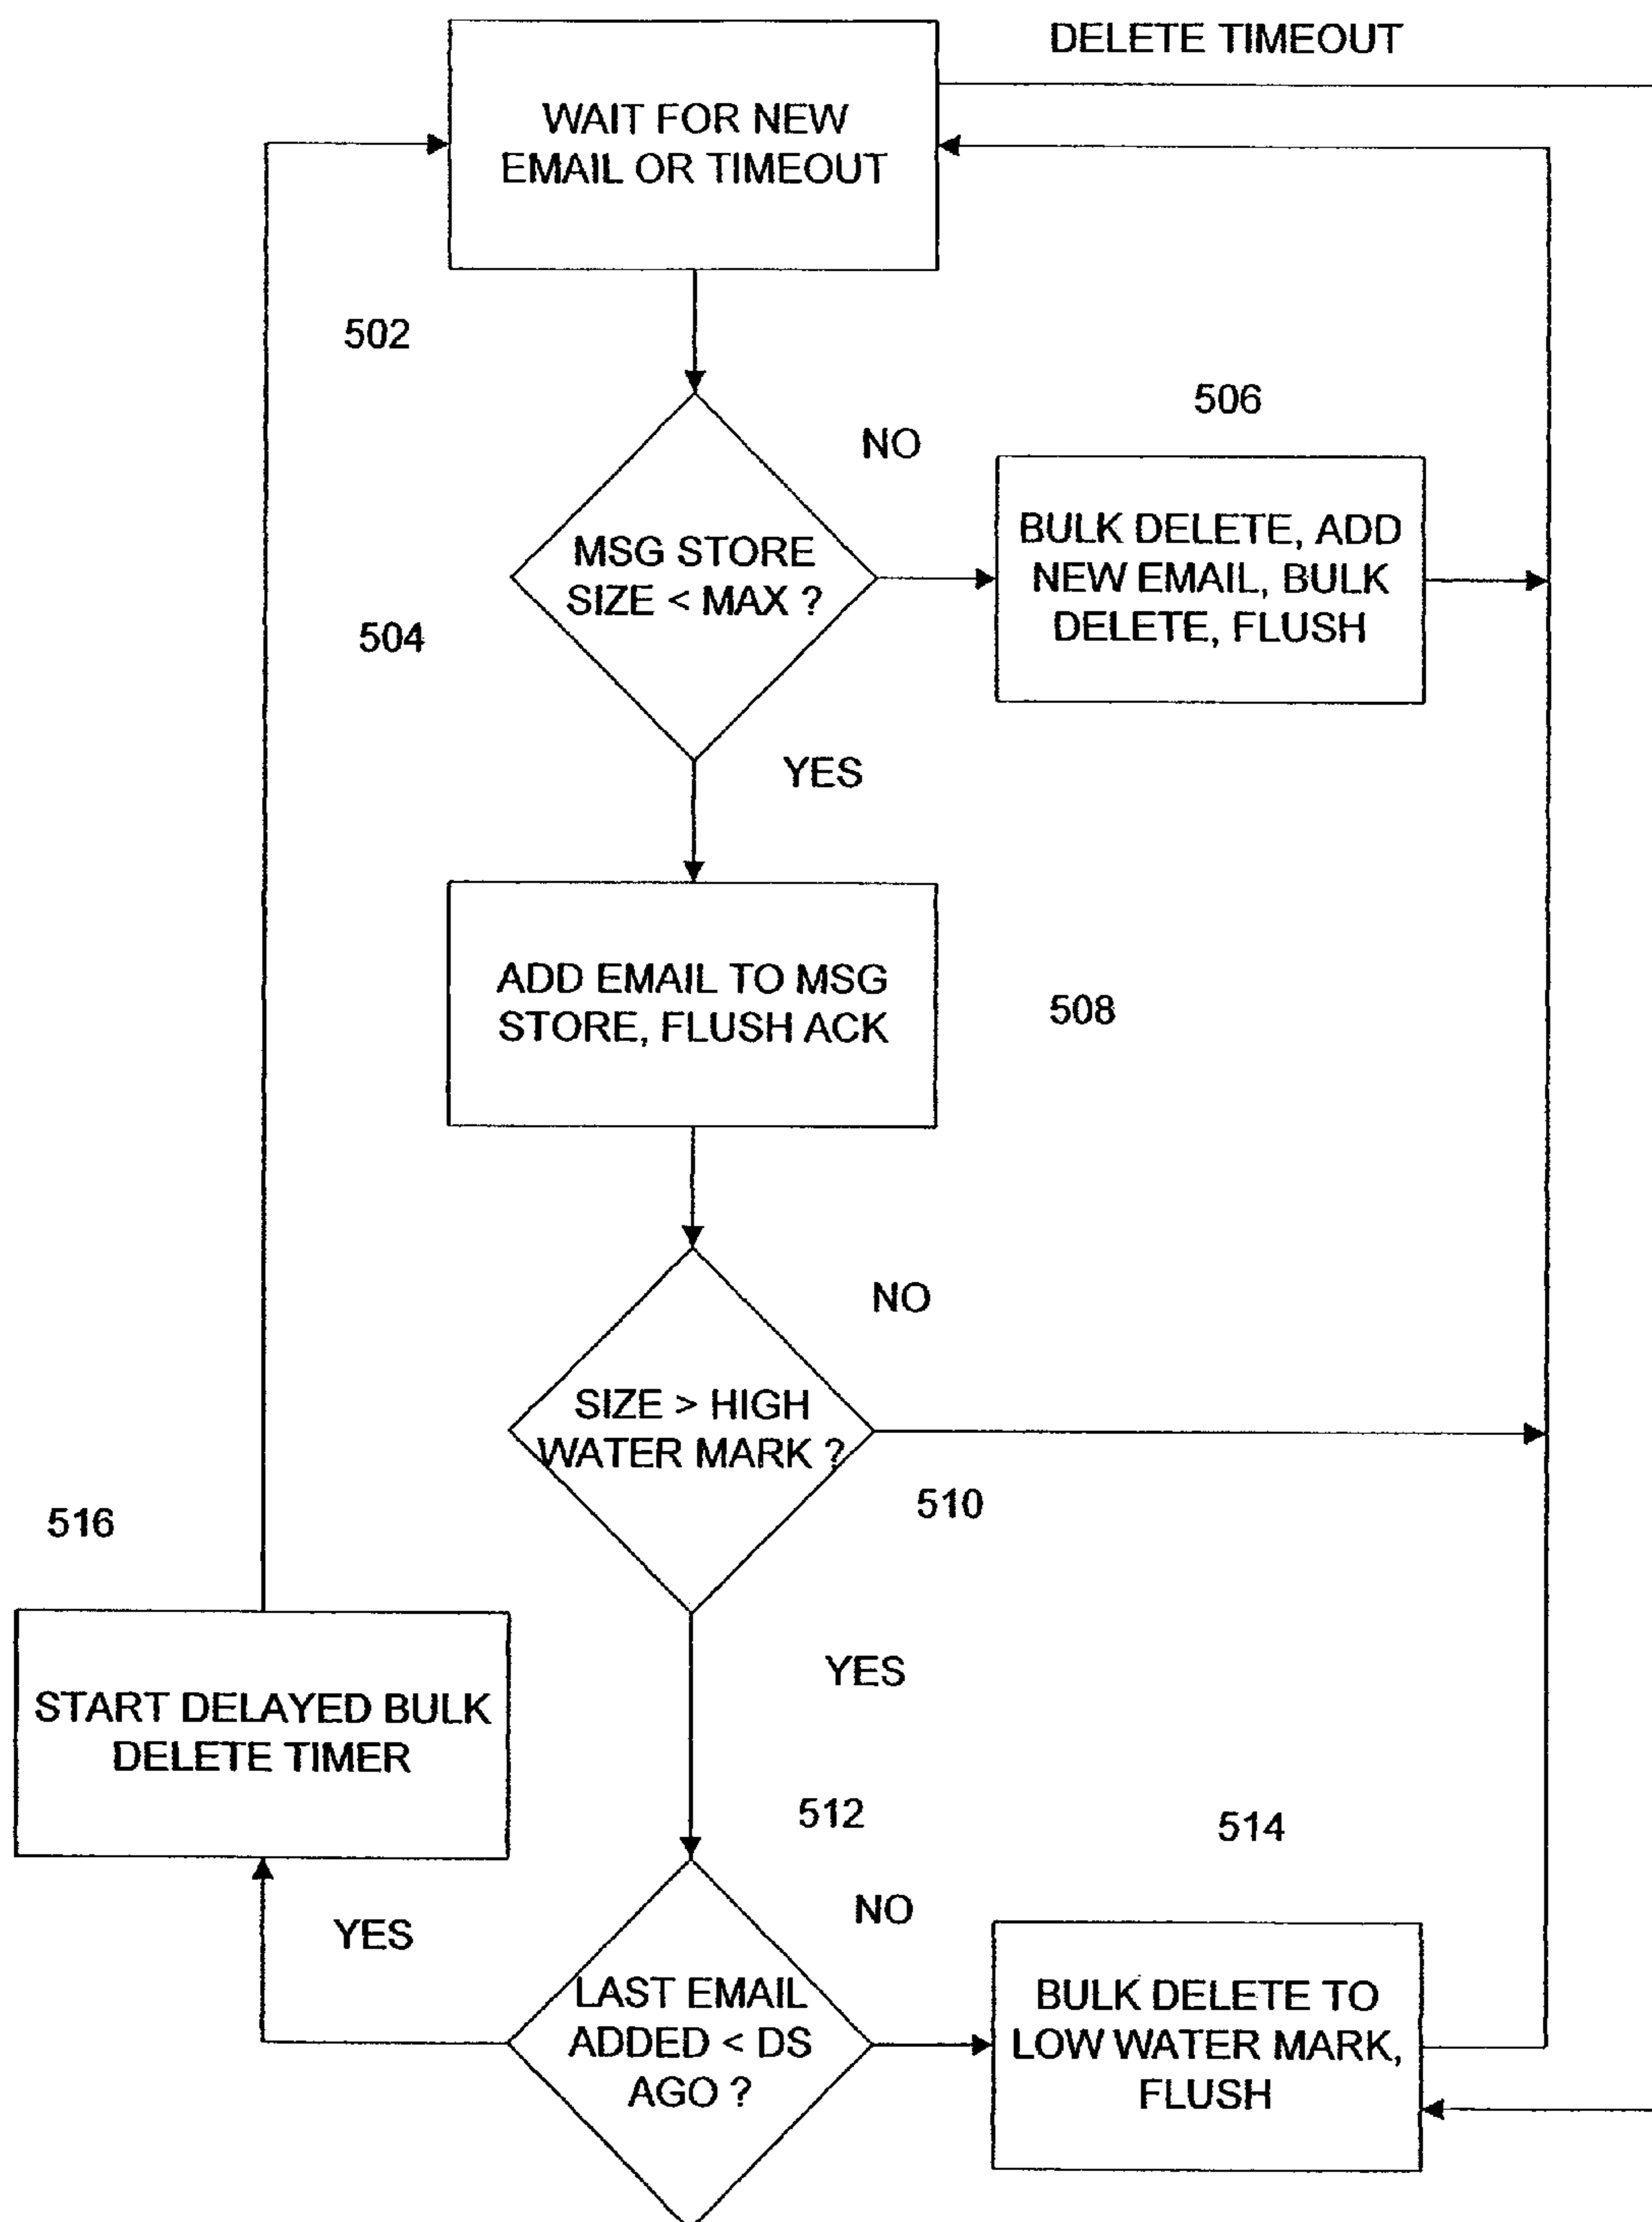 DELETE TIMEOUT
WAIT FOR NEW
EMAIL OR TIMEOUT
502
506
NO
MSG STORE
SIZE < MAX ?
BULK DELETE, ADD
NEW EMAIL, BULK
DELETE, FLUSH
504
YES
ADD EMAIL TO MSG
STORE, FLUSH ACK
508
NO
SIZE > HIGH
WATER MARK ?
510
516
YES
START DELAYED BULK
DELETE TIMER
512
514
NO
YES
LAST EMAIL
ADDED < DS
AGO ?
BULK DELETE TO
LOW WATER MARK,
FLUSH